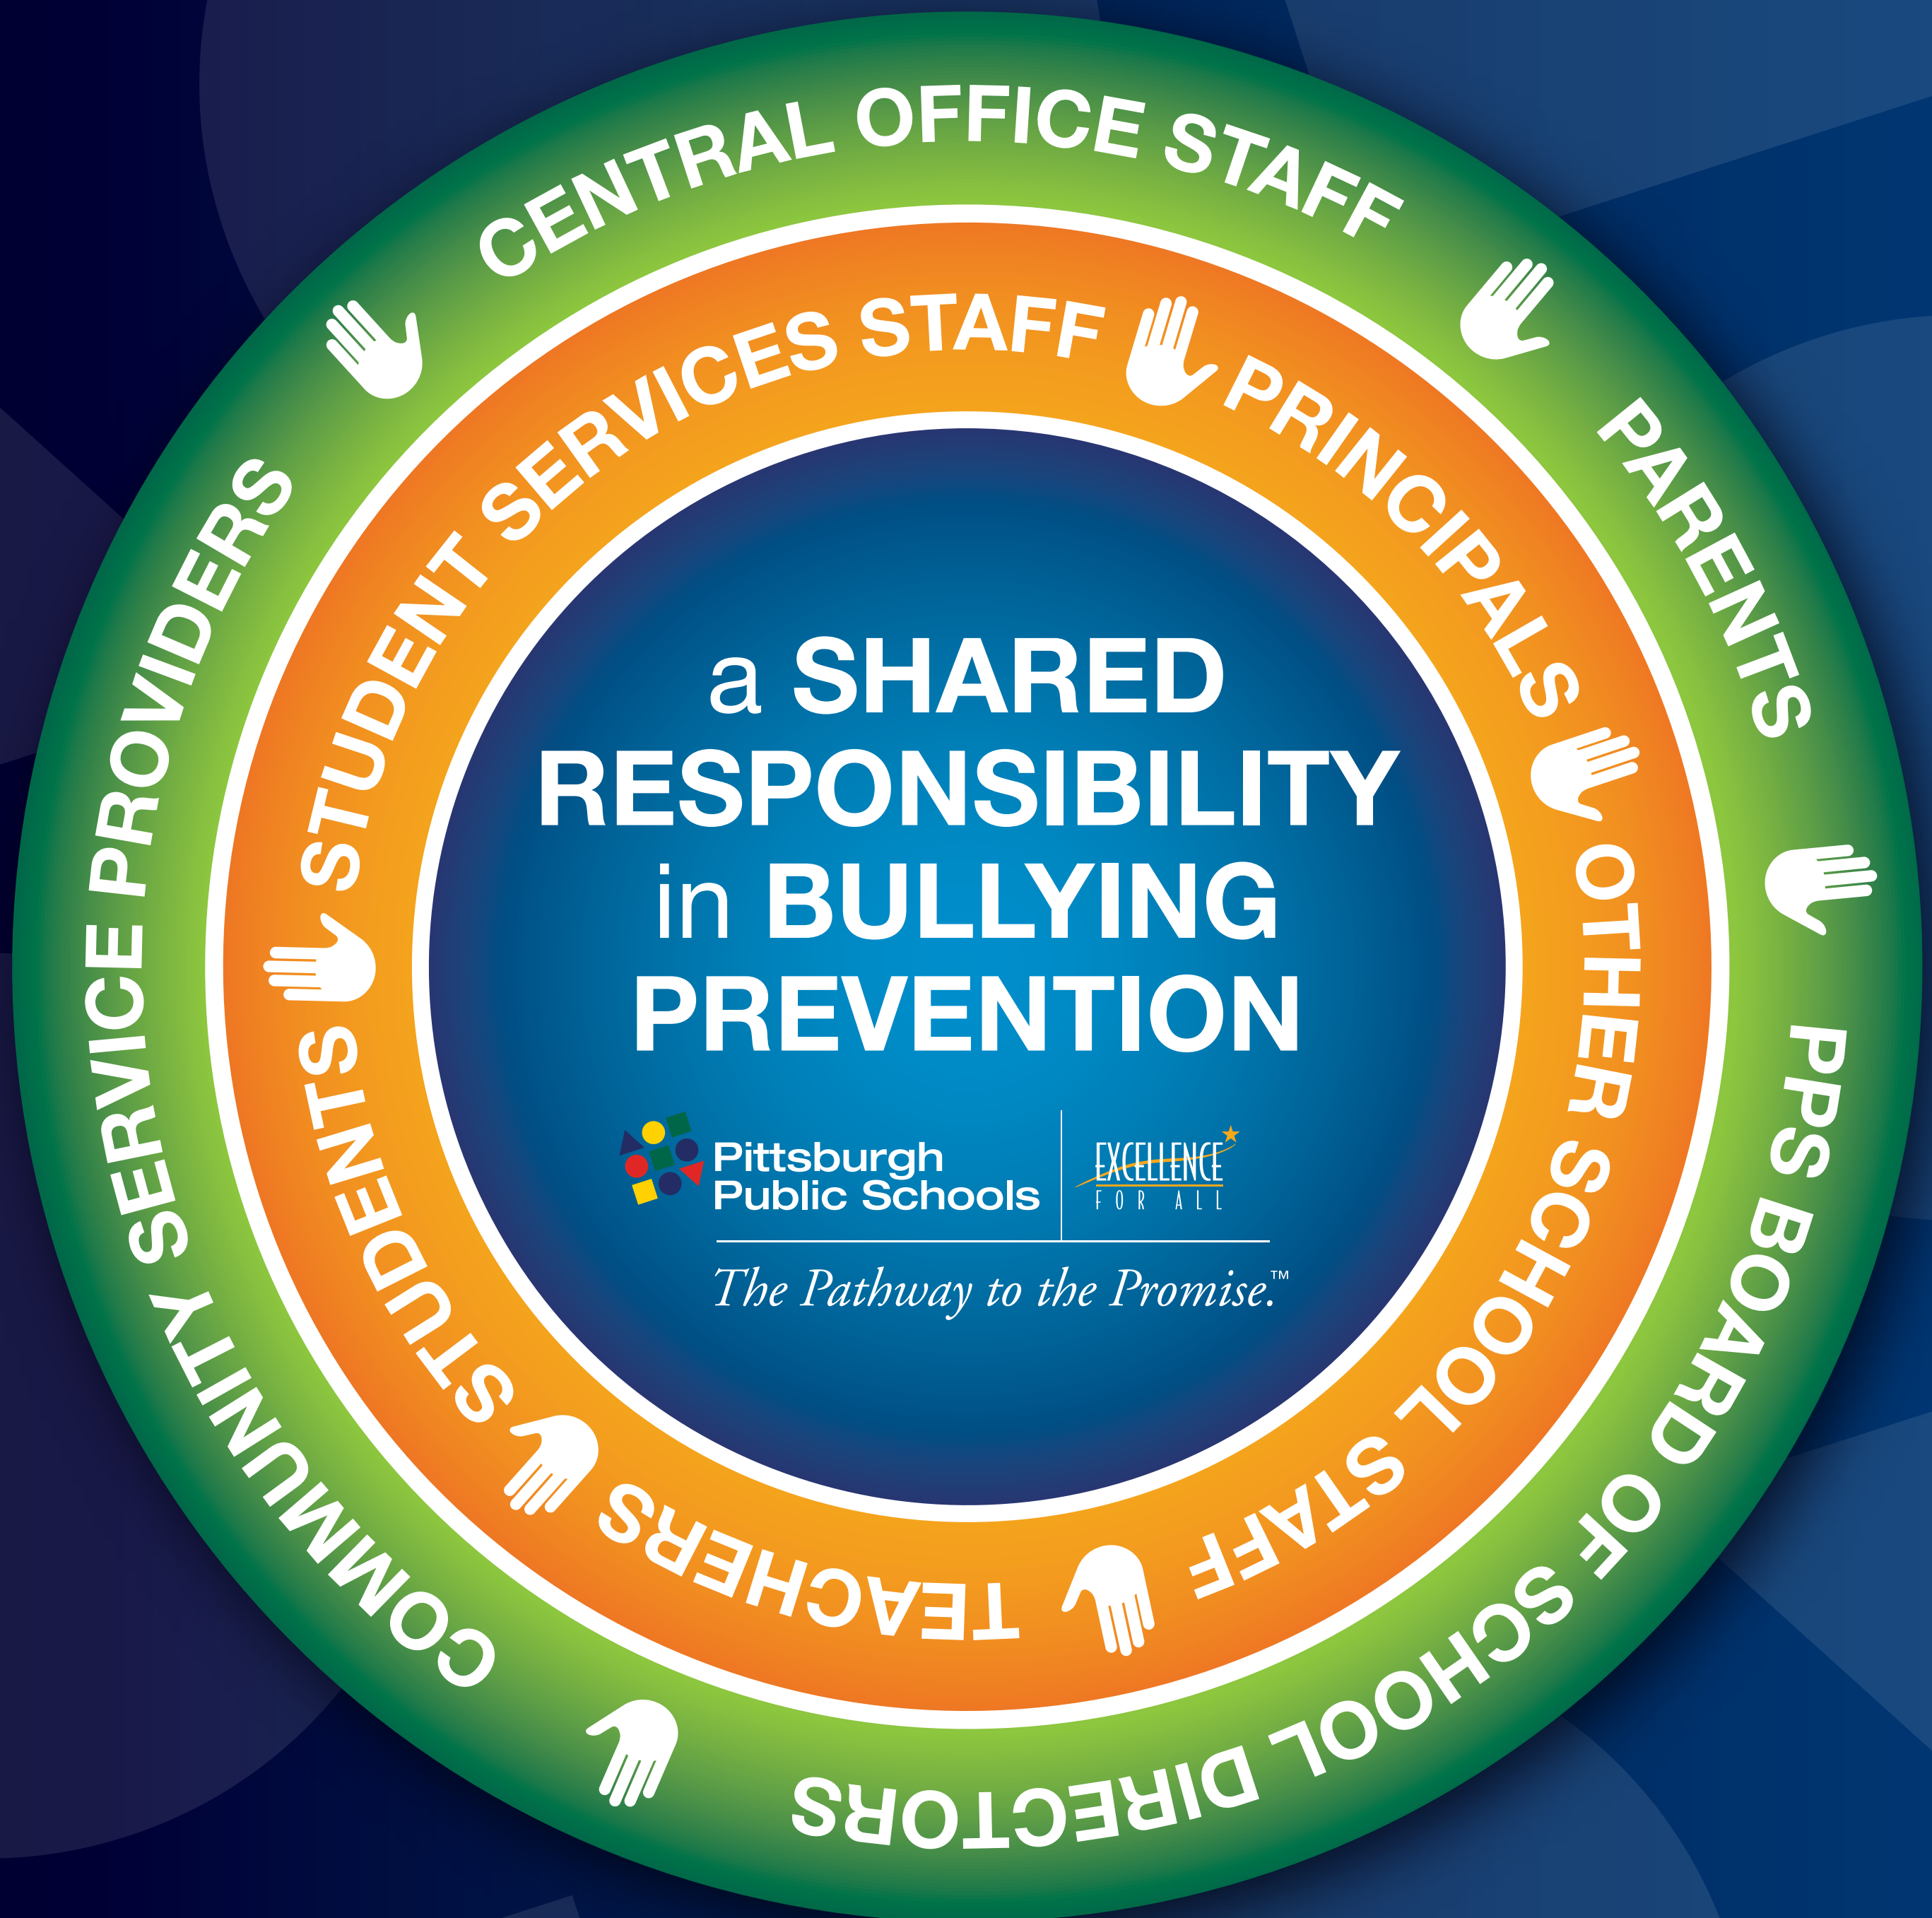 CENTRAL OFFICE STAFF
PARENTS
PPS BOARD OF SCHOOL DIRECTORS
COMMUNITY SERVICE PROVIDERS
STUDENT SERVICES STAFF
PRINCIPALS
OTHER SCHOOL STAFF
TEACHERS
STUDENTS
a SHARED
RESPONSIBILITY
in BULLYING
PREVENTION
Pittsburgh
Public Schools
EXCELLENCE
FOR ALL
The Pathway to the Promise.™